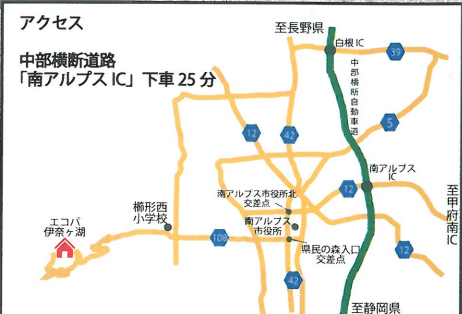 アクセス
至長野県
白根IC
39
中部横断道路
「南アルプスIC」下車25分
中部横断自動車道
5
12
42
南アルプス
IC
12
南アルプス市役所北
交差点
至甲府南IC
櫛形西
小学校
南アルプス
市役所
エコパ
伊奈ヶ湖
108
県民の森入口
交差点
12
42
至静岡県